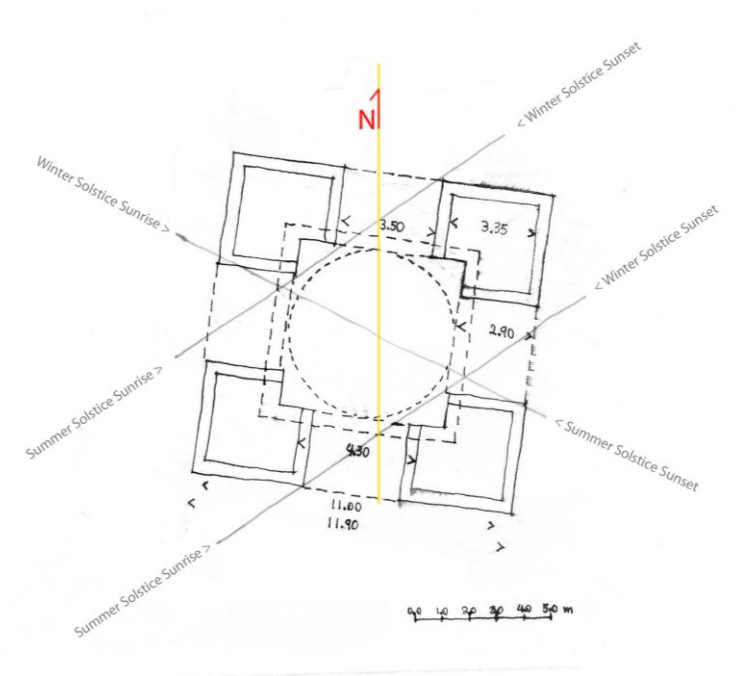 < Winter Solstice Sunset
N
Winter Solstice Sunrise >
3.50
3.35
< Winter Solstice Sunset
2.90
Summer Solstice Sunrise >
< Summer Solstice Sunset
4.30
11.00
11.90
Summer Solstice Sunrise >
0,0 1,0 2,0 3,0 4,0 5,0 m